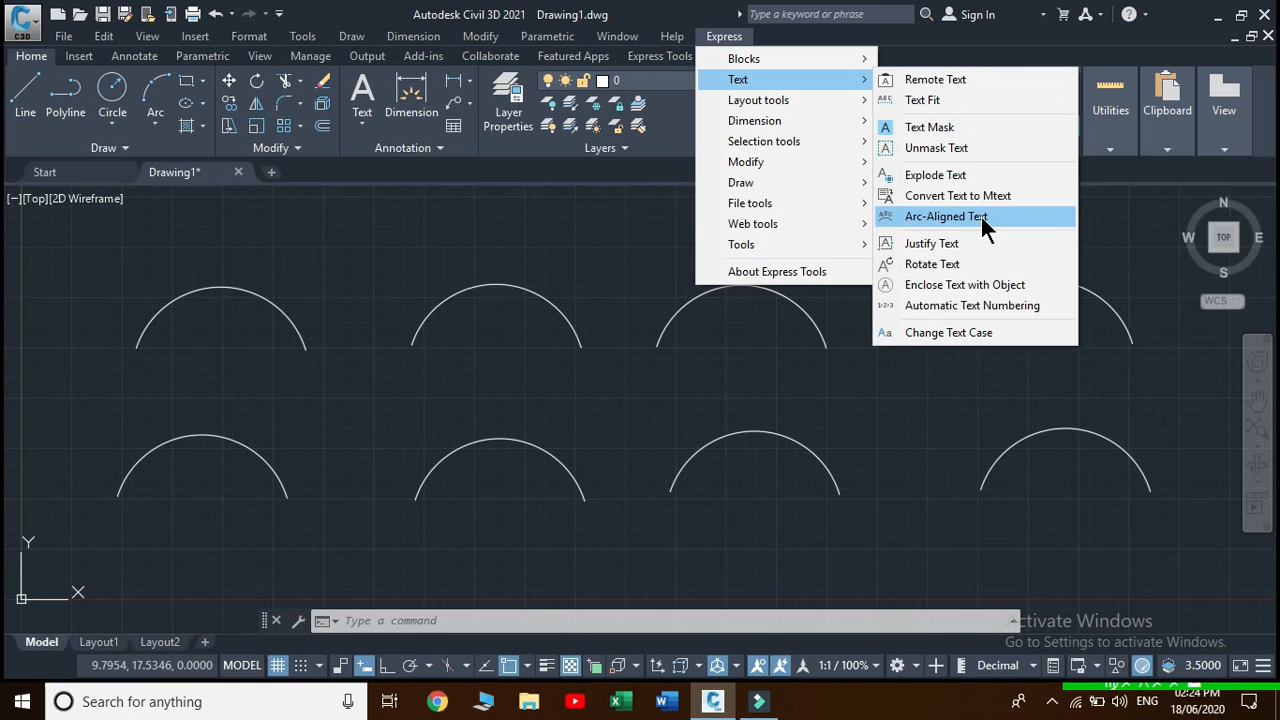 C3D
Autodesk Civil 3D 2021 Drawing1.dwg
Type a keyword or phrase
Sign In
File Edit View Insert Format Tools Draw Dimension Modify Parametric Window Help Express
Home Insert Annotate Parametric View Manage Output Add-ins Collaborate Featured Apps Express Tools
Line Polyline Circle Arc Text Dimension Layer Properties 0 Utilities Clipboard View
Draw Modify Annotation Layers
Start Drawing1*
[−][Top][2D Wireframe]
Blocks
Text
Layout tools
Dimension
Selection tools
Modify
Draw
File tools
Web tools
Tools
About Express Tools
Remote Text
Text Fit
Text Mask
Unmask Text
Explode Text
Convert Text to Mtext
Arc-Aligned Text
Justify Text
Rotate Text
Enclose Text with Object
Automatic Text Numbering
Change Text Case
N
W TOP E
S
WCS
Y
X
Type a command
Activate Windows
Go to Settings to activate Windows.
Model Layout1 Layout2
9.7954, 17.5346, 0.0000 MODEL 1:1 / 100% Decimal 3.5000
Search for anything
02:24 PM
18/06/2020